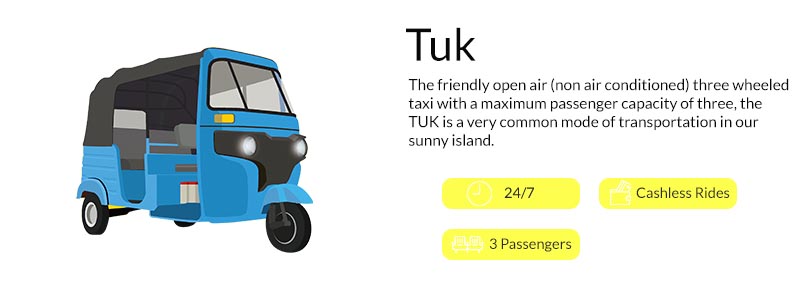 Tuk
The friendly open air (non air conditioned) three wheeled
taxi with a maximum passenger capacity of three, the
TUK is a very common mode of transportation in our
sunny island.
24/7
Cashless Rides
3 Passengers